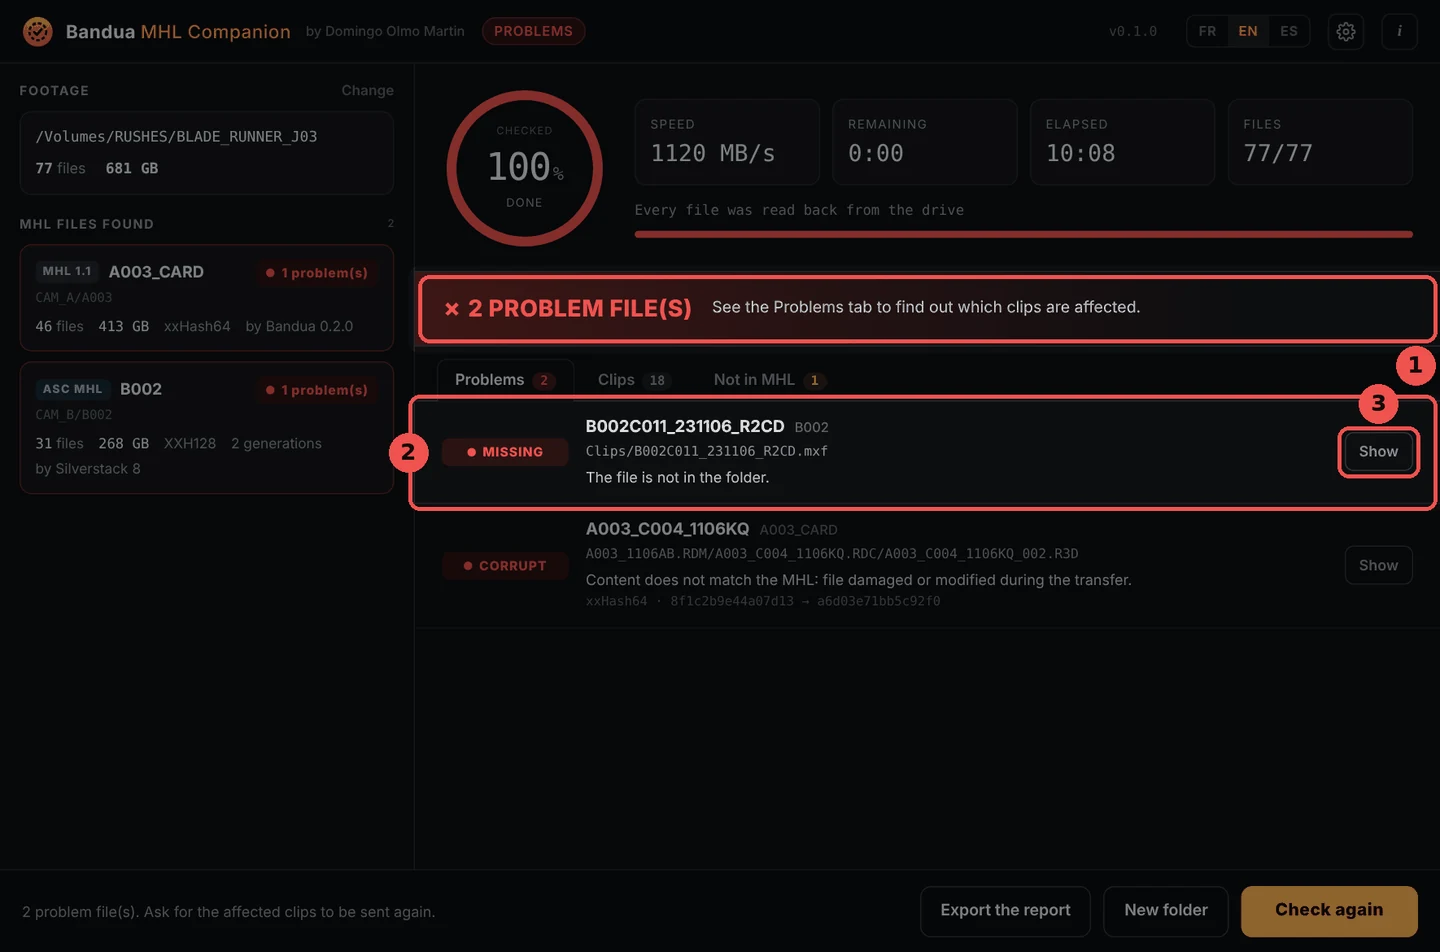 Bandua MHL Companion by Domingo Olmo Martin PROBLEMS v0.1.0 FR EN ES i
FOOTAGE Change
/Volumes/RUSHES/BLADE_RUNNER_J03
77 files 681 GB
MHL FILES FOUND 2
MHL 1.1 A003_CARD 1 problem(s)
CAM_A/A003
46 files 413 GB xxHash64 by Bandua 0.2.0
ASC MHL B002 1 problem(s)
CAM_B/B002
31 files 268 GB XXH128 2 generations
by Silverstack 8
CHECKED
100%
DONE
SPEED
1120 MB/s
REMAINING
0:00
ELAPSED
10:08
FILES
77/77
Every file was read back from the drive
× 2 PROBLEM FILE(S) See the Problems tab to find out which clips are affected.
1
Problems 2 Clips 18 Not in MHL 1
3
2
MISSING
B002C011_231106_R2CD B002
Clips/B002C011_231106_R2CD.mxf
The file is not in the folder.
Show
CORRUPT
A003_C004_1106KQ A003_CARD
A003_1106AB.RDM/A003_C004_1106KQ.RDC/A003_C004_1106KQ_002.R3D
Content does not match the MHL: file damaged or modified during the transfer.
xxHash64 · 8f1c2b9e44a07d13 → a6d03e71bb5c92f0
Show
2 problem file(s). Ask for the affected clips to be sent again.
Export the report New folder Check again